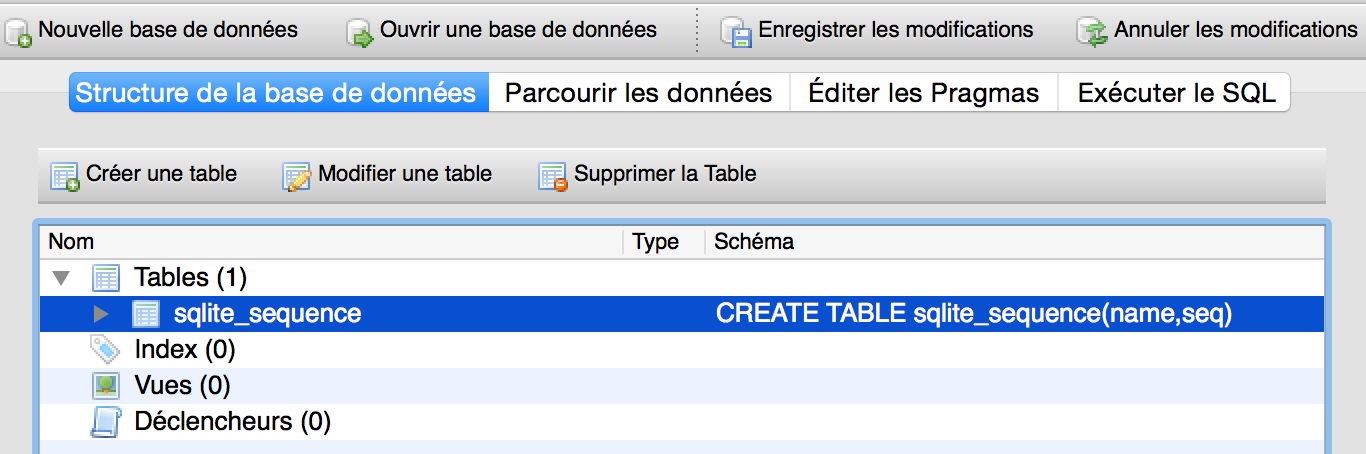 Nouvelle base de données Ouvrir une base de données Enregistrer les modifications Annuler les modifications
Structure de la base de données Parcourir les données Éditer les Pragmas Exécuter le SQL
Créer une table Modifier une table Supprimer la Table
Nom Type Schéma
Tables (1)
sqlite_sequence CREATE TABLE sqlite_sequence(name,seq)
Index (0)
Vues (0)
Déclencheurs (0)